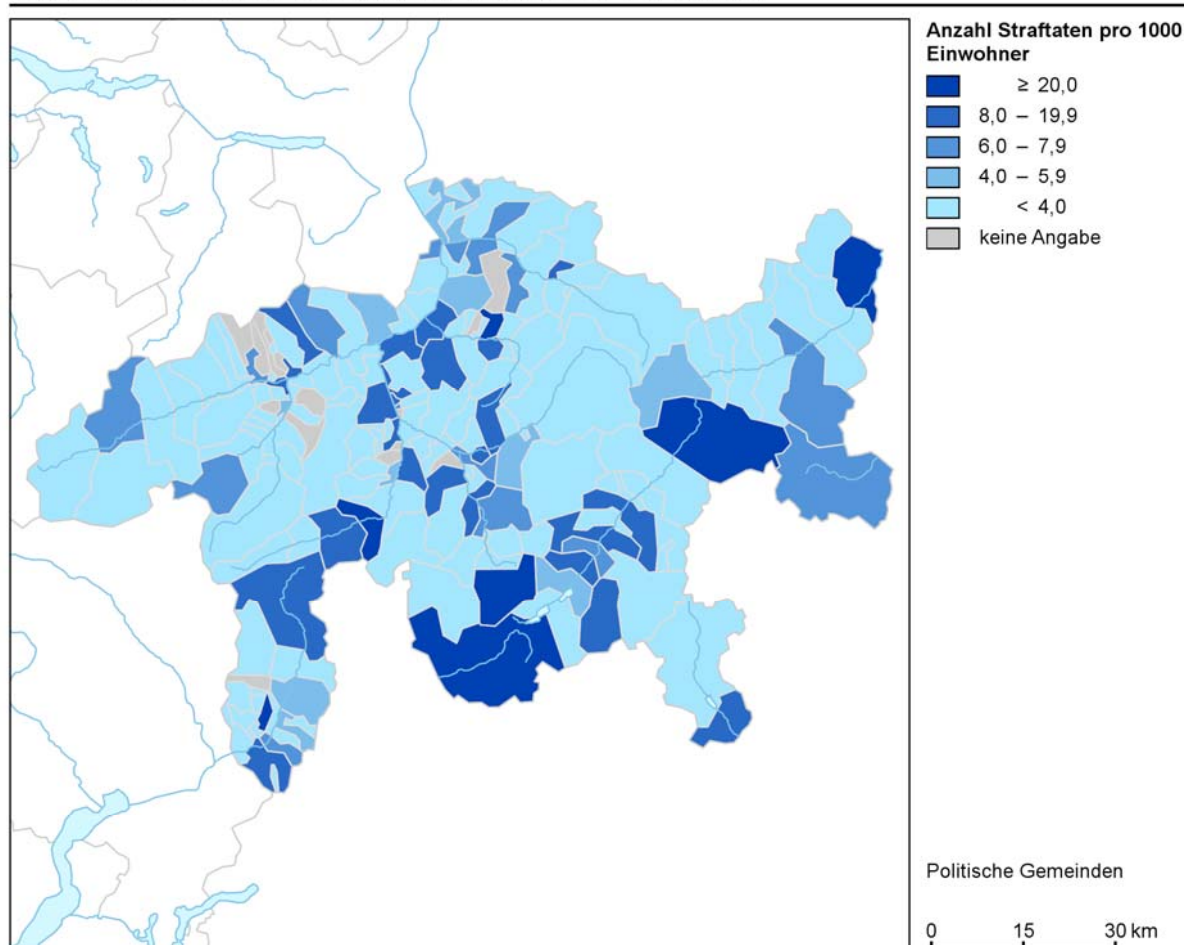 Anzahl Straftaten pro 1000
Einwohner
≥ 20,0
8,0 – 19,9
6,0 – 7,9
4,0 – 5,9
< 4,0
keine Angabe
Politische Gemeinden
0 15 30 km